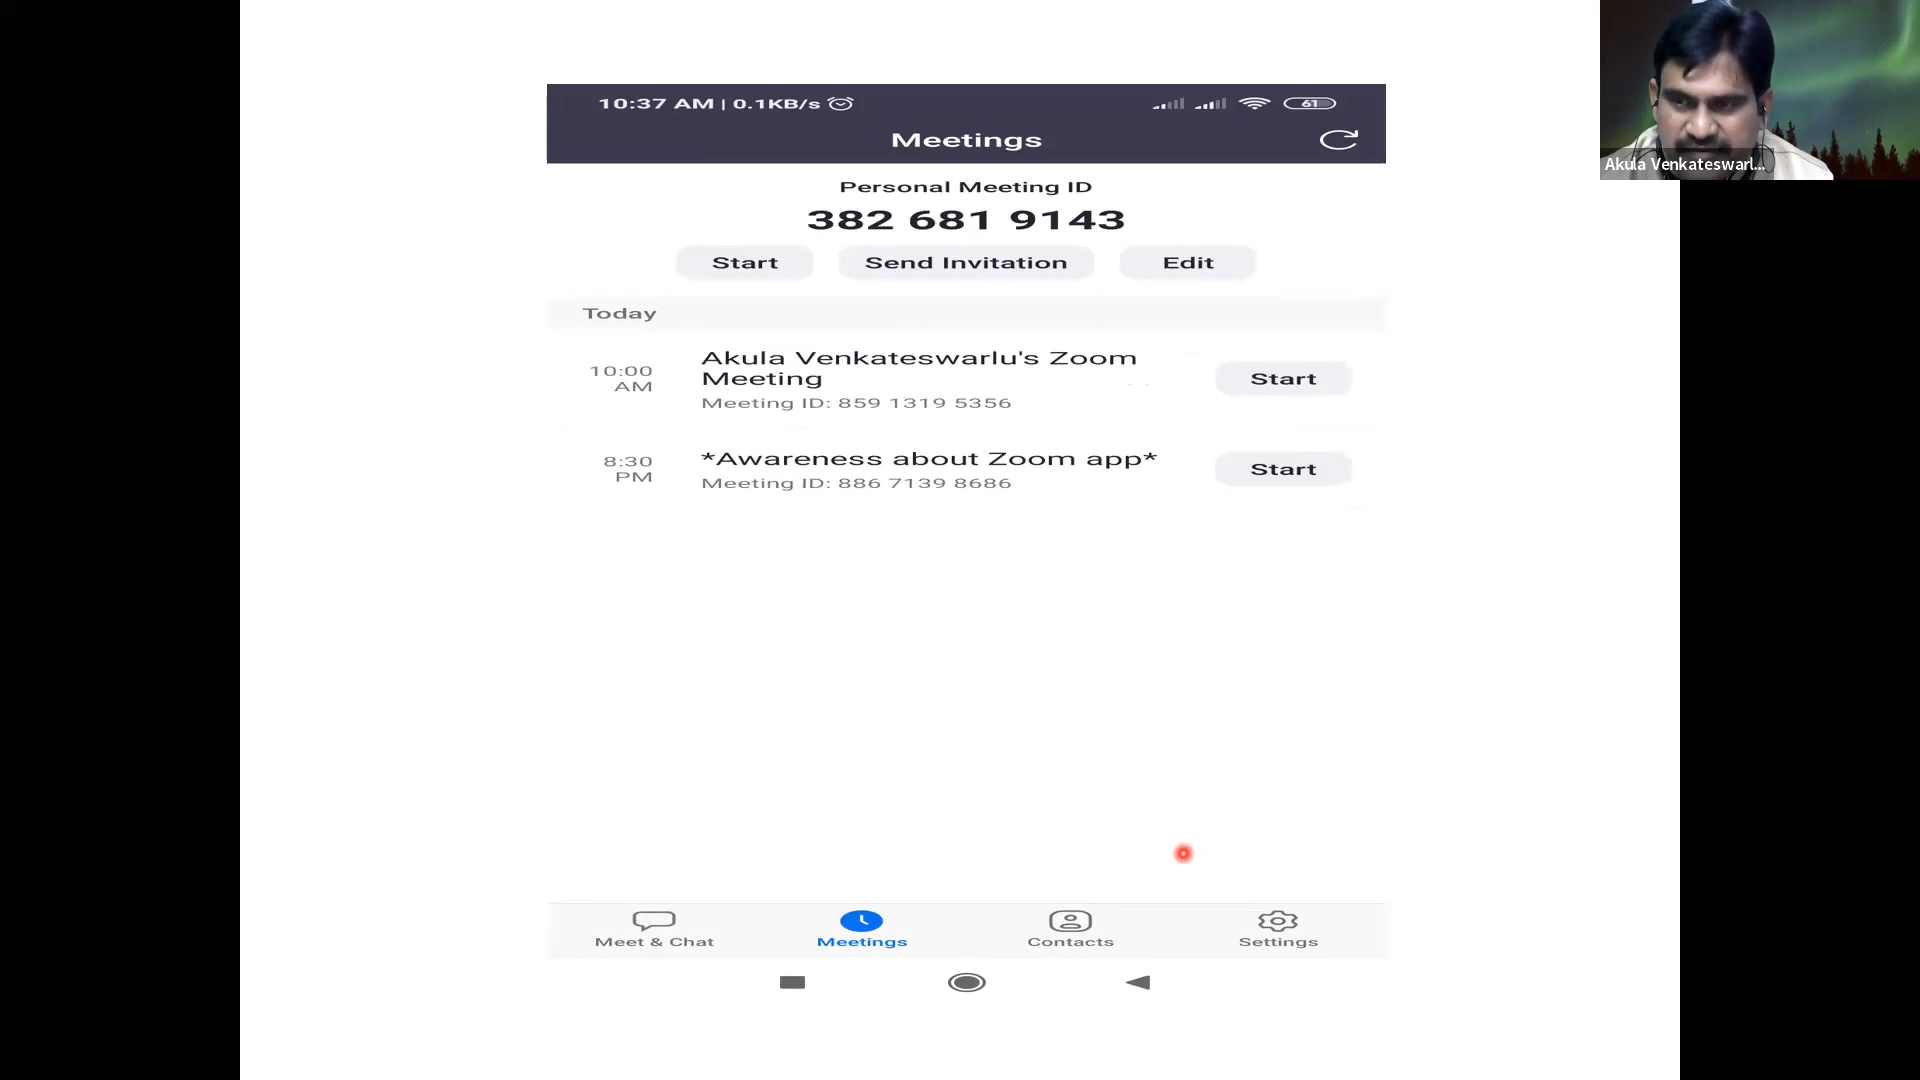 10:37 AM | 0.1KB/s
61
Meetings
Personal Meeting ID
382 681 9143
Start
Send Invitation
Edit
Today
10:00 AM
Akula Venkateswarlu's Zoom
Meeting
Meeting ID: 859 1319 5356
Start
8:30 PM
*Awareness about Zoom app*
Meeting ID: 886 7139 8686
Start
Meet & Chat
Meetings
Contacts
Settings
Akula Venkateswarl...